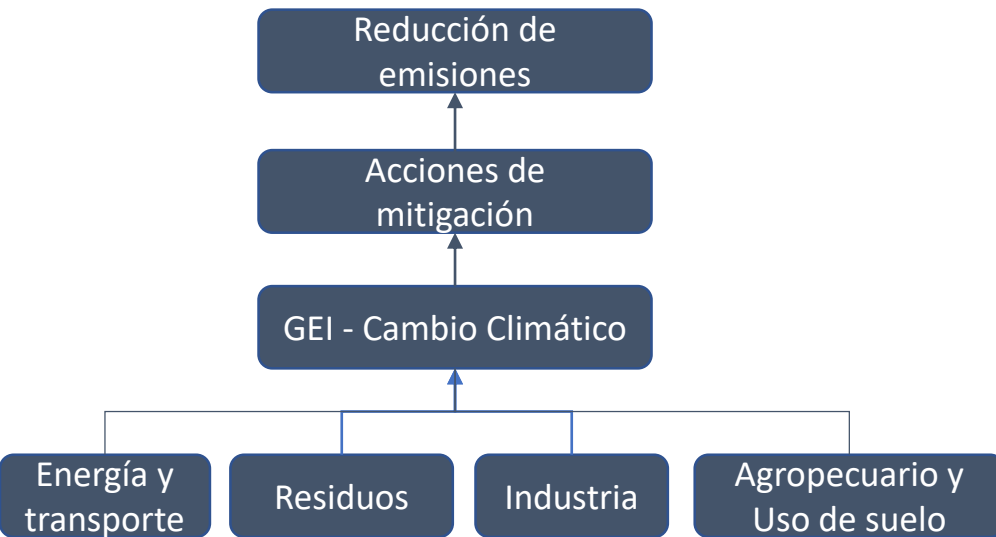 Reducción de
emisiones
Acciones de
mitigación
GEI - Cambio Climático
Energía y
transporte
Residuos
Industria
Agropecuario y
Uso de suelo